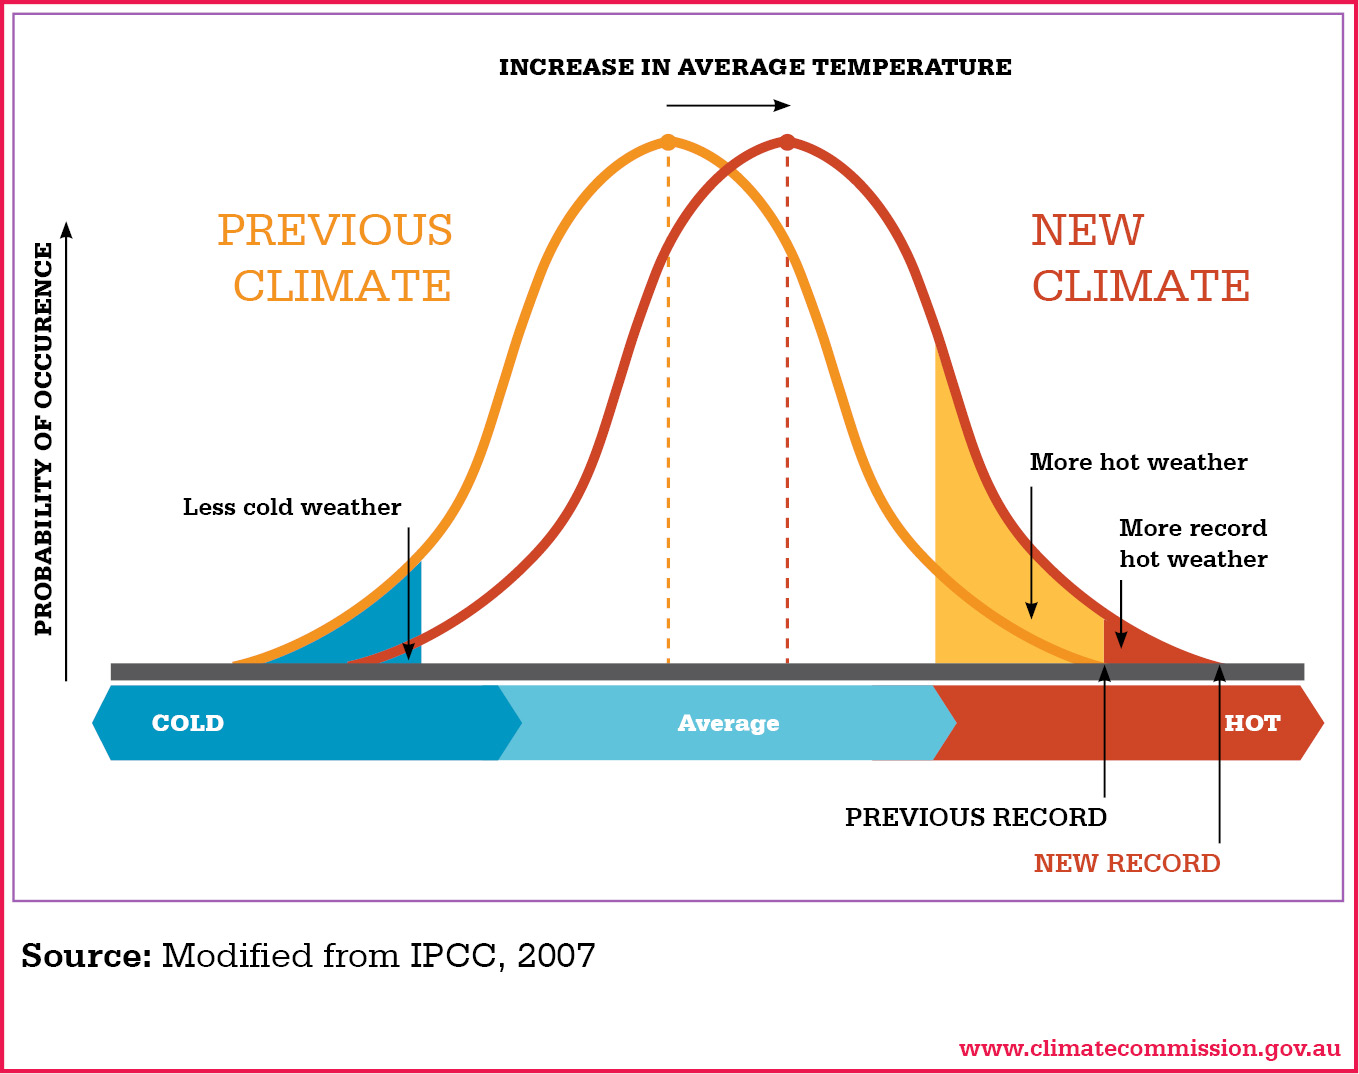 INCREASE IN AVERAGE TEMPERATURE
PREVIOUS
CLIMATE
NEW
CLIMATE
PROBABILITY OF OCCURENCE
More hot weather
Less cold weather
More record
hot weather
COLD
Average
HOT
PREVIOUS RECORD
NEW RECORD
Source: Modified from IPCC, 2007
www.climatecommission.gov.au